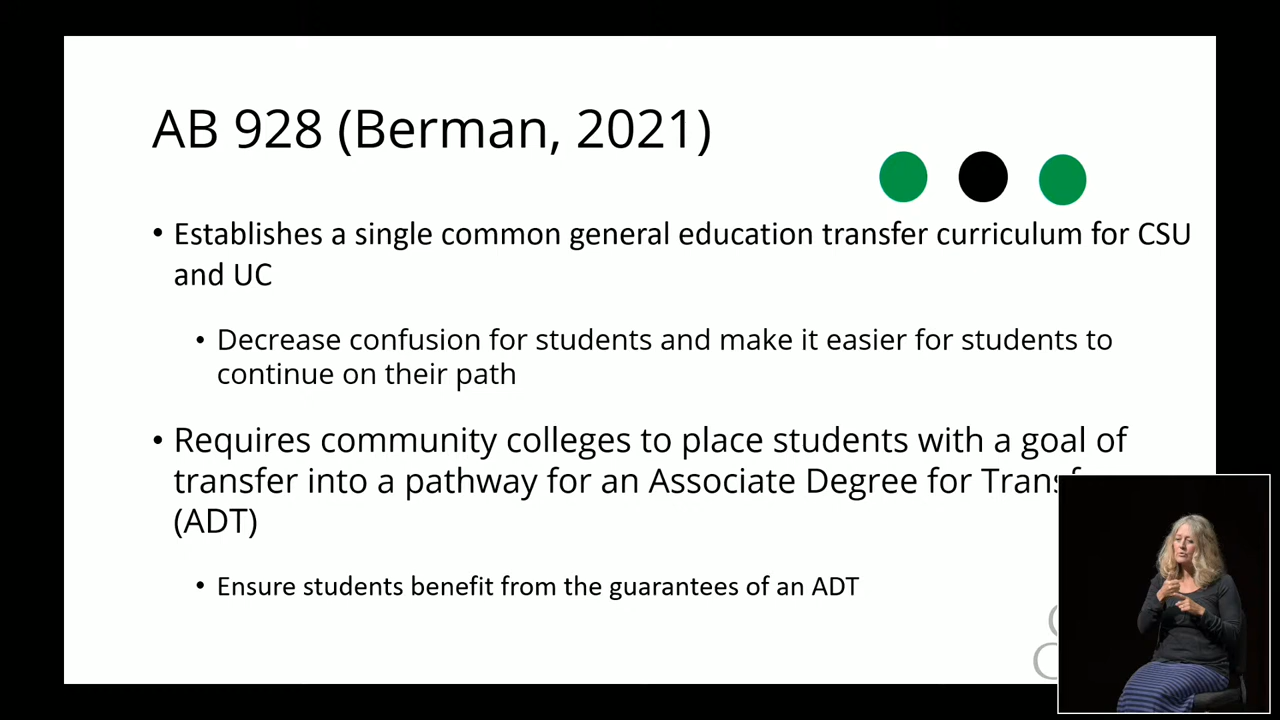 AB 928 (Berman, 2021)
• Establishes a single common general education transfer curriculum for CSU
and UC
• Decrease confusion for students and make it easier for students to
continue on their path
• Requires community colleges to place students with a goal of
transfer into a pathway for an Associate Degree for
(ADT)
• Ensure students benefit from the guarantees of an ADT